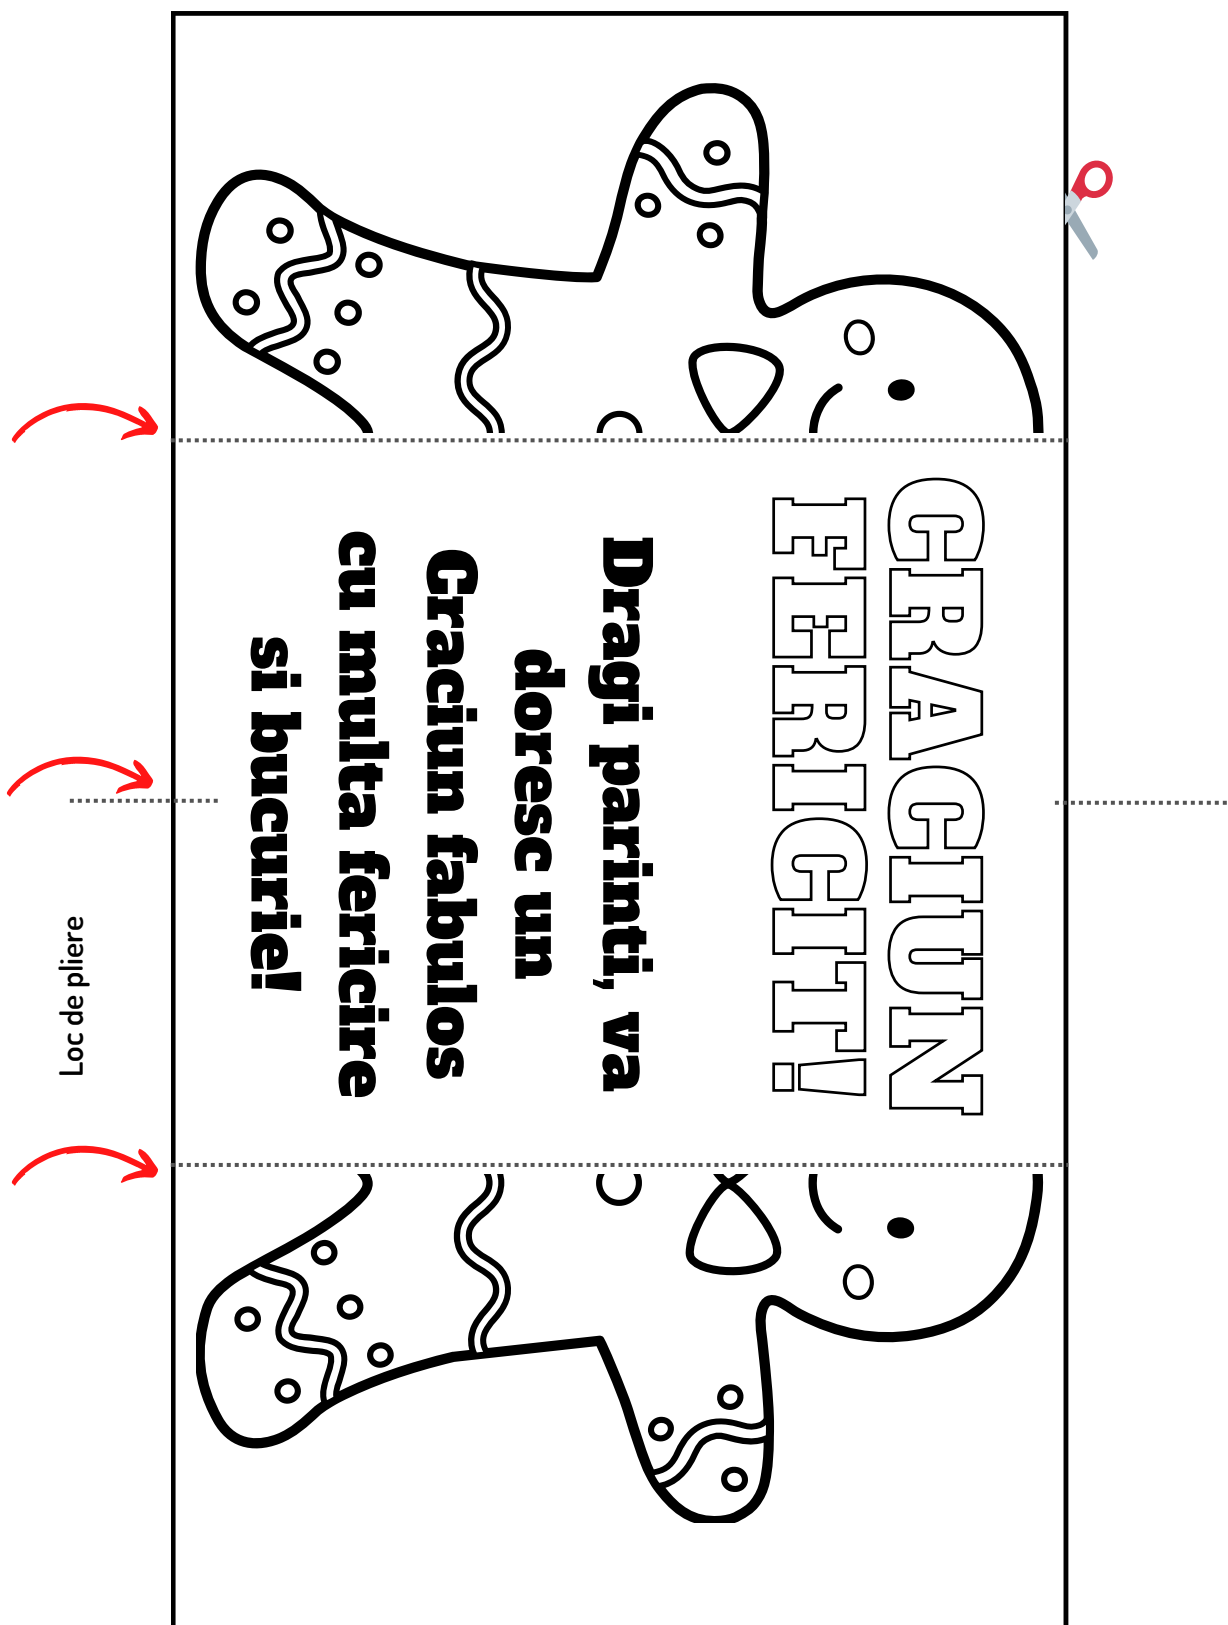 CRACIUN
FERICIT!
Dragi parinti, va
doresc un
Craciun fabulos
cu multa fericire
si bucurie!
Loc de pliere